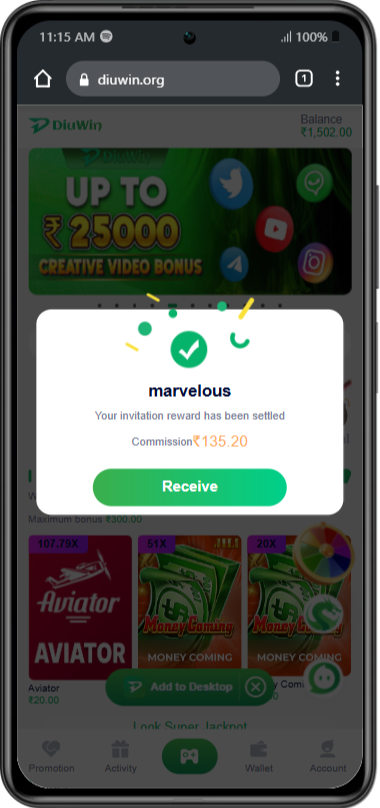 11:15 AM
100%
diuwin.org
1
DiuWin
Balance
₹1,502.00
DiuWin
UP TO
₹ 25000
CREATIVE VIDEO BONUS
marvelous
Your invitation reward has been settled
Commission₹135.20
Receive
Maximum bonus ₹300.00
107.79X
51X
JILI
20X
Aviator
AVIATOR
Money Coming
MONEY COMING
Money Coming
MONEY COMING
Aviator
₹20.00
Add to Desktop
Look Super Jackpot
Promotion
Activity
Wallet
Account